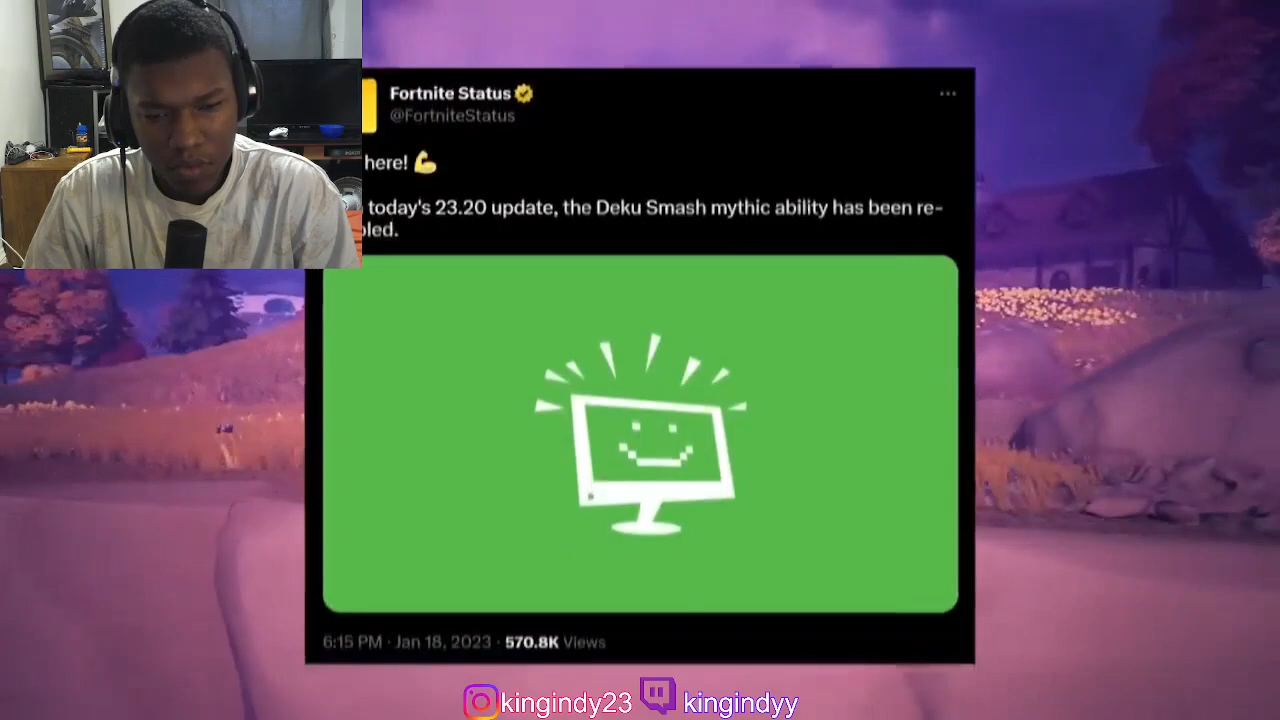 Fortnite Status
@FortniteStatus
here! 💪
today's 23.20 update, the Deku Smash mythic ability has been re-
bled.
6:15 PM · Jan 18, 2023 · 570.8K Views
kingindy23 kingindyy